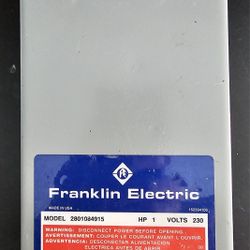 Franklin Electric
MADE IN USA
MODEL 2801084915 HP 1 VOLTS 230
WARNING: DISCONNECT POWER BEFORE OPENING.
AVERTISSEMENT: COUPER LE COURANT AVANT L'OUVRIR.
ADVERTENCIA: DESCONECTAR ALIMENTACION
ELECTRICA ANTES DE ABRIR